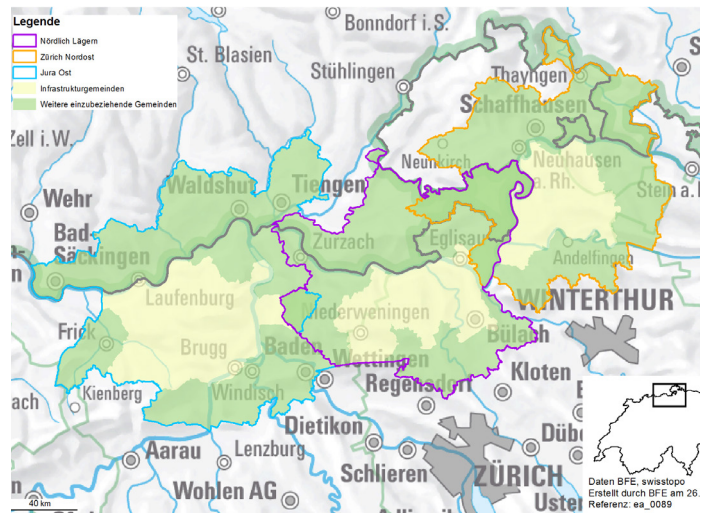 Legende
Nördlich Lägern
Zürich Nordost
Jura Ost
Infrastrukturgemeinden
Weitere einzubeziehende Gemeinden
Bonndorf i. S.
St. Blasien
Stühlingen
Thayngen
Schaffhausen
Zell i. W.
Neunkirch
Neuhausen
a. Rh.
Wehr
Waldshut
Tiengen
Stein a.
Bad
Säckingen
Zurzach
Eglisau
Andelfingen
Laufenburg
WINTERTHUR
Niederweningen
Frick
Bülach
Brugg
Baden
Wettingen
Kloten
Regensdorf
ach
Kienberg
Windisch
Dietikon
Dübe
Aarau
Lenzburg
Schlieren
ZÜRICH
Wohlen AG
Uster
40 km
Daten BFE, swisstopo
Erstellt durch BFE am 26.
Referenz: ea_0089